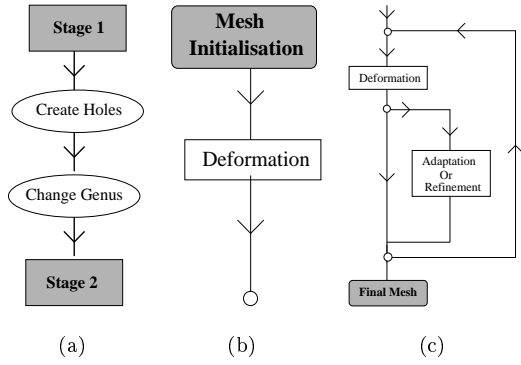 Stage 1
Create Holes
Change Genus
Stage 2
(a)
Mesh
Initialisation
Deformation
(b)
Deformation
Adaptation
Or
Refinement
Final Mesh
(c)